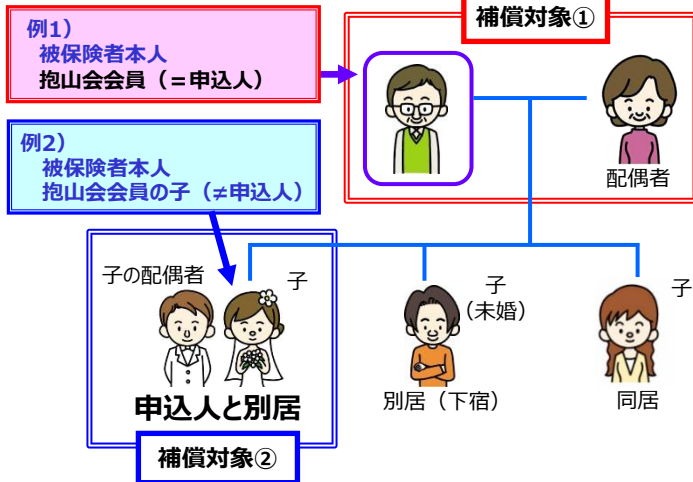 補償対象①
例1）
被保険者本人
抱山会会員（＝申込人）
配偶者
例2）
被保険者本人
抱山会会員の子（≠申込人）
子の配偶者
子
申込人と別居
補償対象②
子
（未婚）
別居（下宿）
子
同居